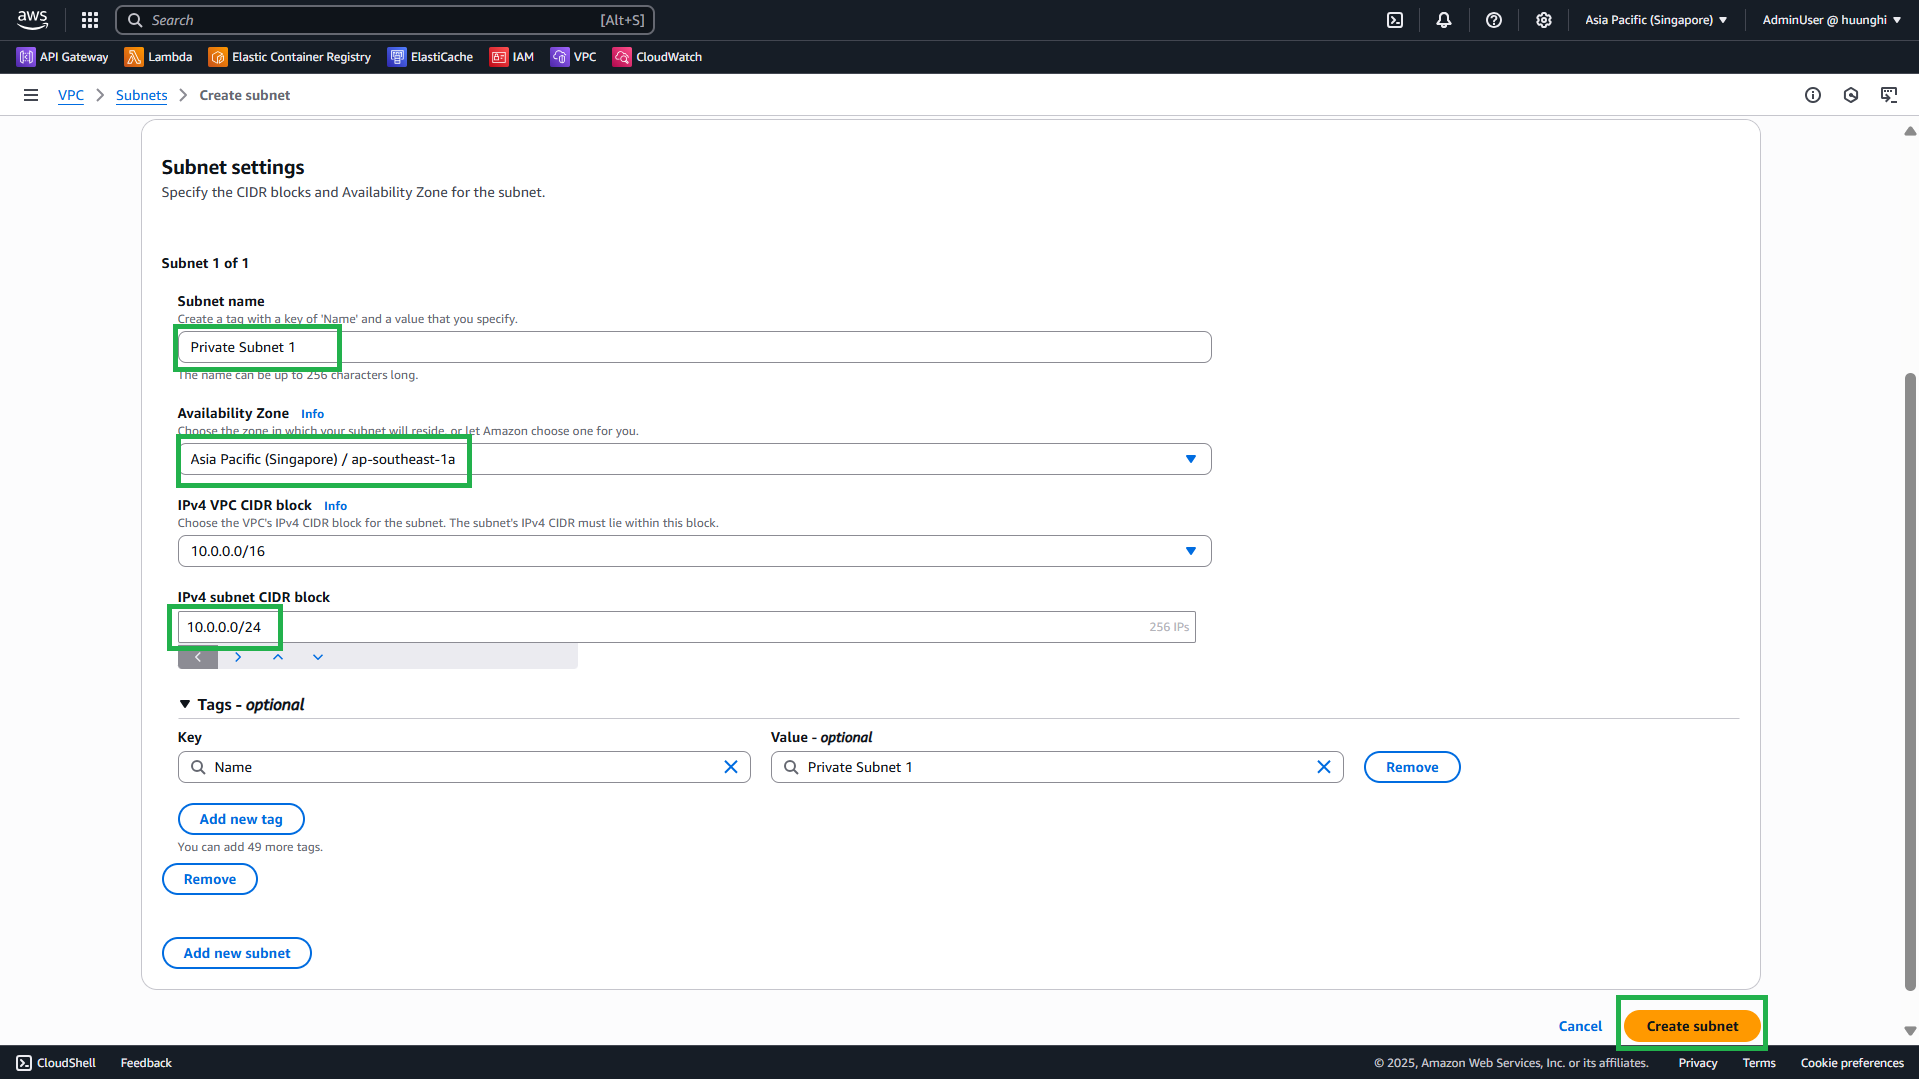 aws
Search [Alt+S]
Asia Pacific (Singapore)
AdminUser @ huunghi
API Gateway Lambda Elastic Container Registry ElastiCache IAM VPC CloudWatch
VPC Subnets Create subnet
Subnet settings
Specify the CIDR blocks and Availability Zone for the subnet.
Subnet 1 of 1
Subnet name
Create a tag with a key of 'Name' and a value that you specify.
Private Subnet 1
The name can be up to 256 characters long.
Availability Zone Info
Choose the zone in which your subnet will reside, or let Amazon choose one for you.
Asia Pacific (Singapore) / ap-southeast-1a
IPv4 VPC CIDR block Info
Choose the VPC's IPv4 CIDR block for the subnet. The subnet's IPv4 CIDR must lie within this block.
10.0.0.0/16
IPv4 subnet CIDR block
10.0.0.0/24 256 IPs
Tags - optional
Key Value - optional
Name Private Subnet 1 Remove
Add new tag
You can add 49 more tags.
Remove
Add new subnet
Cancel Create subnet
CloudShell Feedback © 2025, Amazon Web Services, Inc. or its affiliates. Privacy Terms Cookie preferences